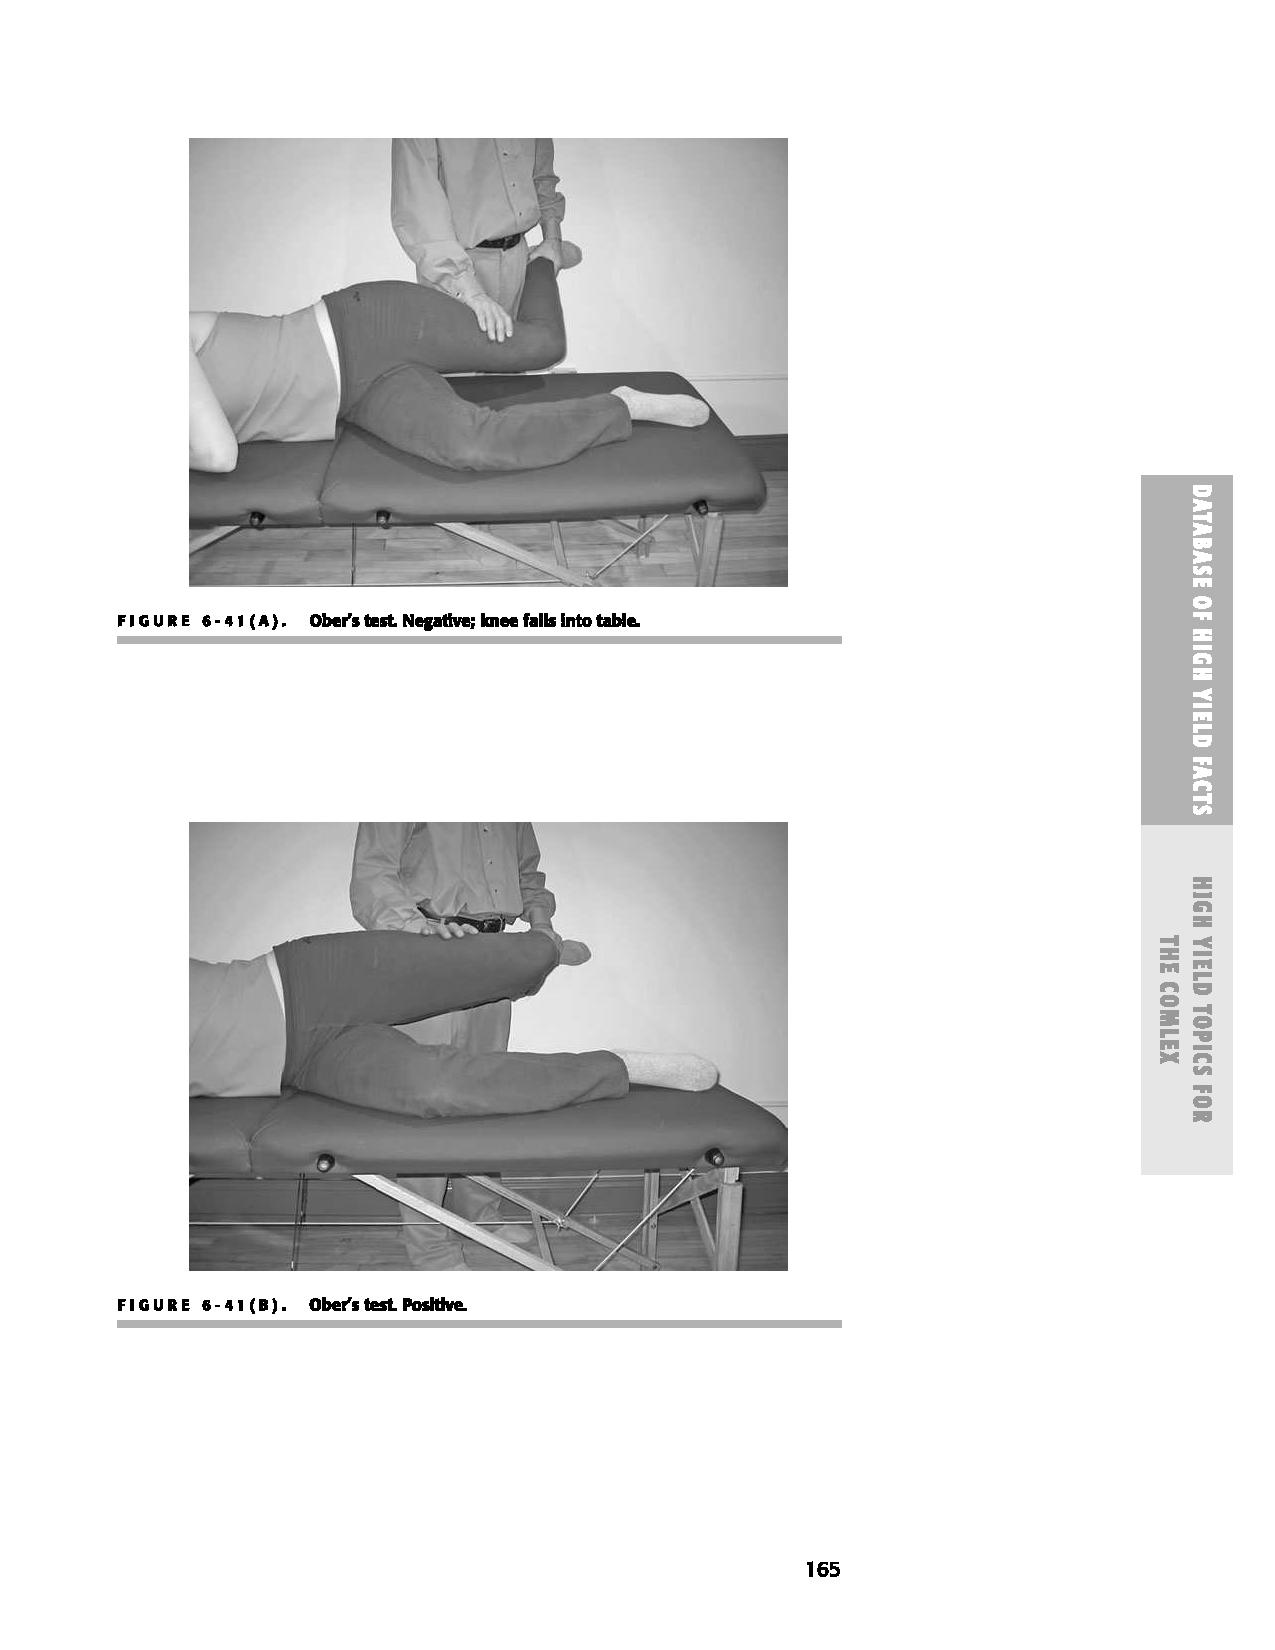 FIGURE 6-41(A). Ober's test. Negative; knee falls into table.
FIGURE 6-41(B). Ober's test. Positive.
DATABASE OF HIGH YIELD FACTS
HIGH YIELD TOPICS FOR
THE COMLEX
165